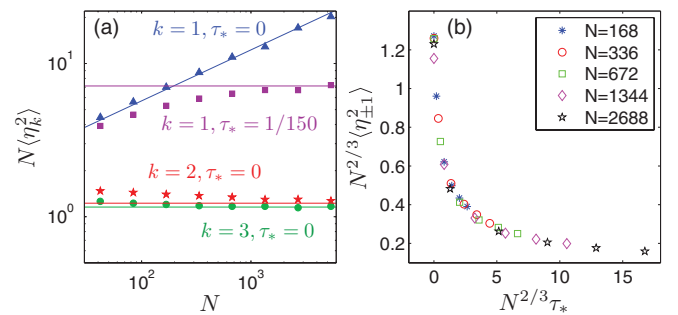 (a)
k = 1, τ* = 0
k = 1, τ* = 1/150
k = 2, τ* = 0
k = 3, τ* = 0
N⟨η_k^2⟩
10^1
10^0
10^2
10^3
N
(b)
N=168
N=336
N=672
N=1344
N=2688
N^{2/3}⟨η_{±1}^2⟩
1.2
1
0.8
0.6
0.4
0.2
0
5
10
15
N^{2/3}τ*